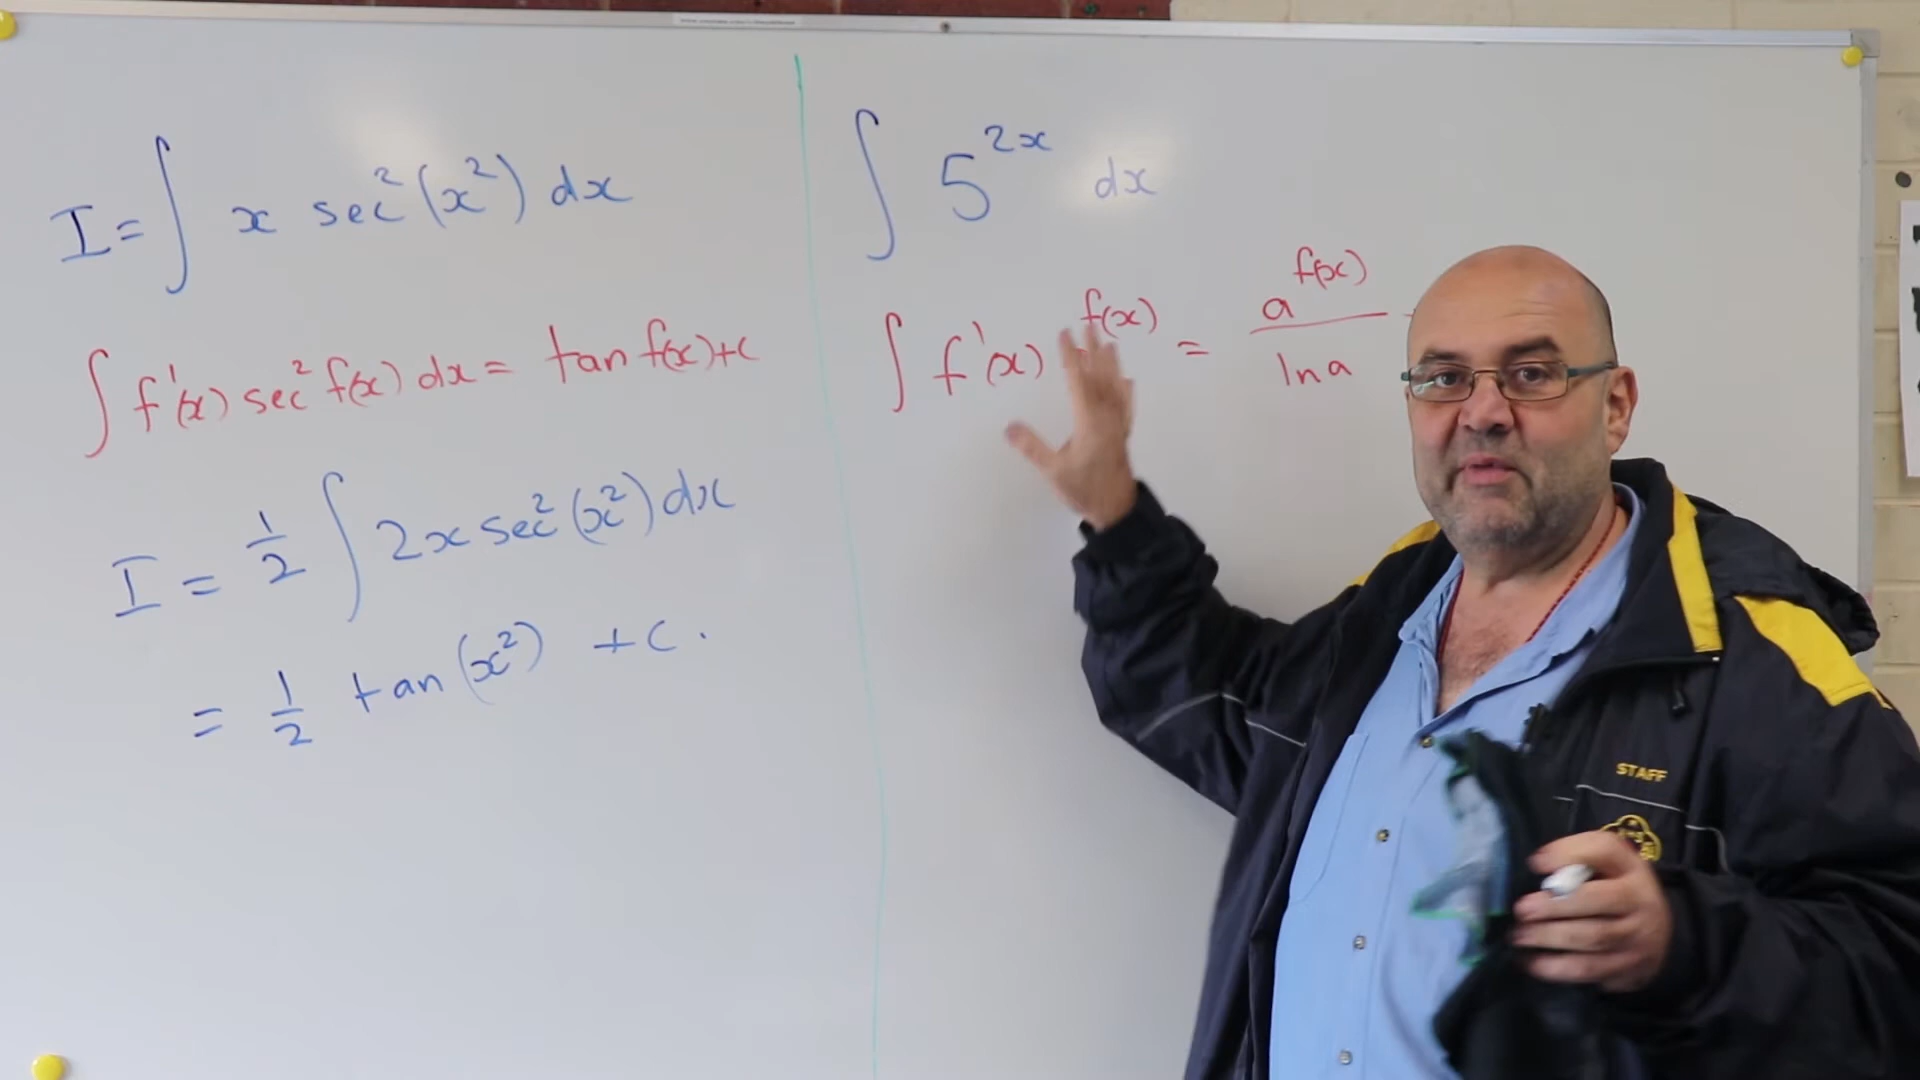 I = ∫ x sec²(x²) dx
∫ f'(x) sec² f(x) dx = tan f(x) + c
I = 1/2 ∫ 2x sec²(x²) dx
= 1/2 tan(x²) + c.
∫ 5^{2x} dx
∫ f'(x) ^{f(x)} = a^{f(x)} / ln a
STAFF